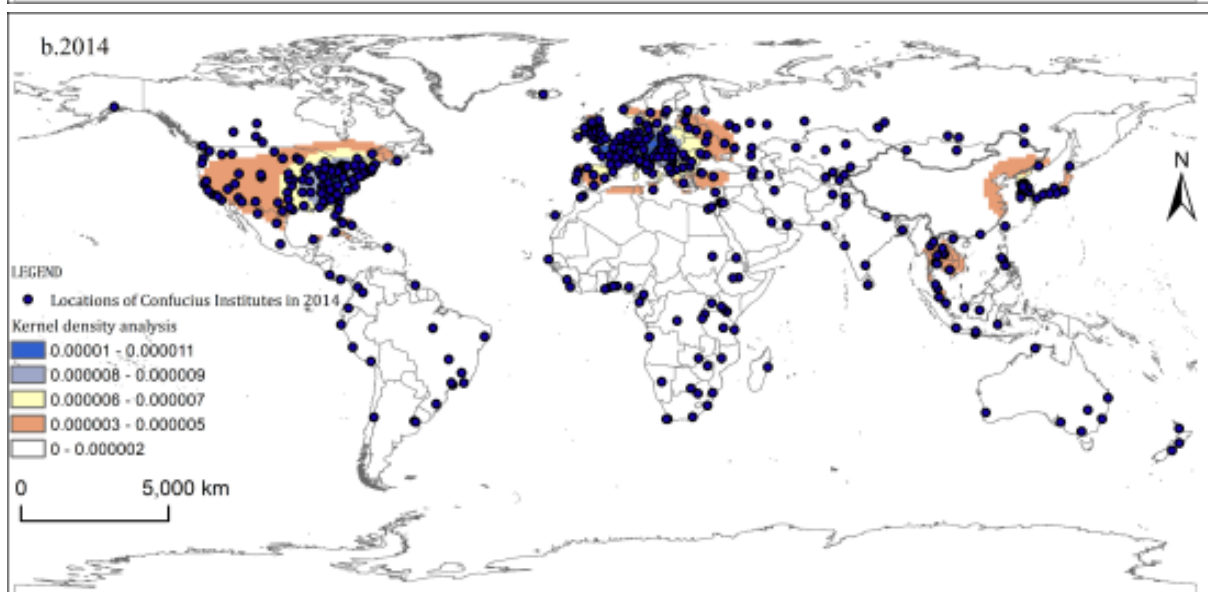 b.2014
N
LEGEND
Locations of Confucius Institutes in 2014
Kernel density analysis
0.00001 - 0.000011
0.000008 - 0.000009
0.000006 - 0.000007
0.000003 - 0.000005
0 - 0.000002
0 5,000 km